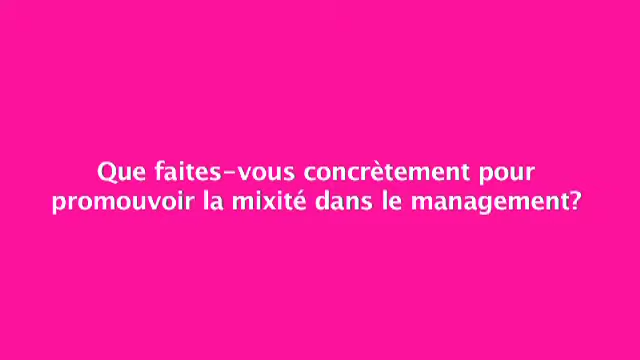 Que faites-vous concrètement pour
promouvoir la mixité dans le management?